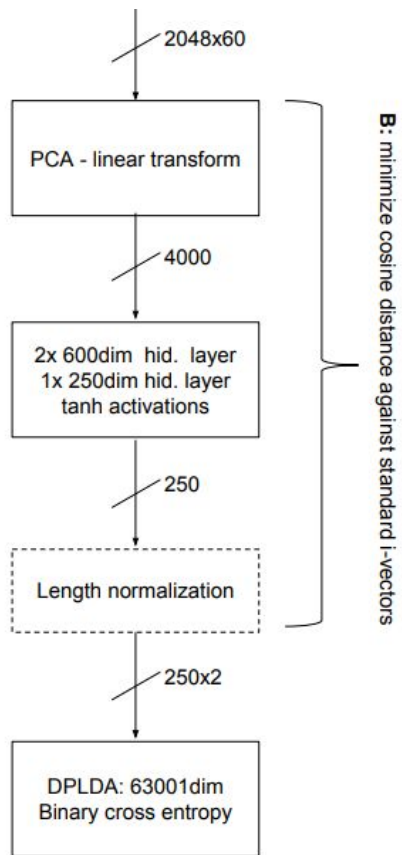 2048x60
PCA - linear transform
4000
2x 600dim hid. layer
1x 250dim hid. layer
tanh activations
250
Length normalization
250x2
DPLDA: 63001dim
Binary cross entropy
B: minimize cosine distance against standard i-vectors